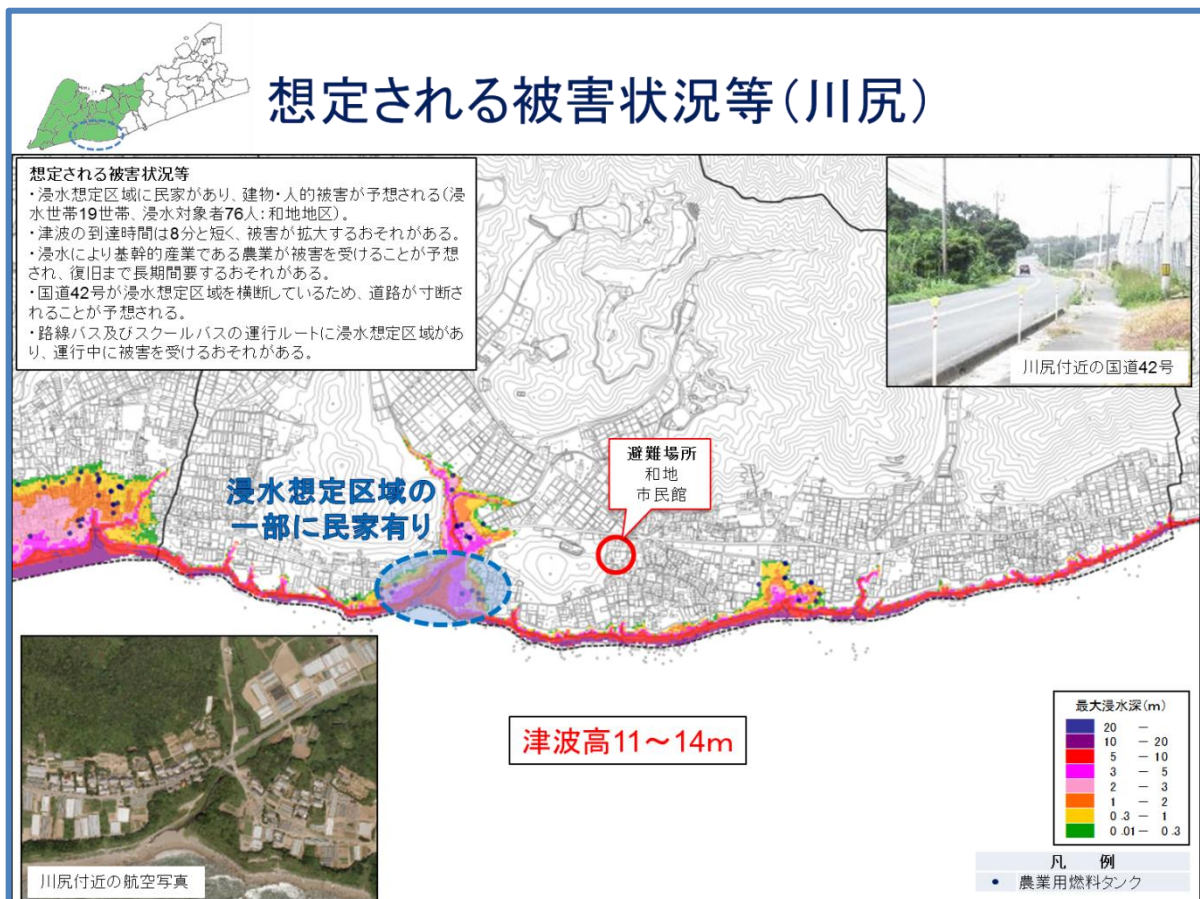 想定される被害状況等(川尻)
想定される被害状況等
・浸水想定区域に民家があり、建物・人的被害が予想される(浸
水世帯19世帯、浸水対象者76人:和地地区)。
・津波の到達時間は8分と短く、被害が拡大するおそれがある。
・浸水により基幹的産業である農業が被害を受けることが予想
され、復旧まで長期間要するおそれがある。
・国道42号が浸水想定区域を横断しているため、道路が寸断さ
れることが予想される。
・路線バス及びスクールバスの運行ルートに浸水想定区域があ
り、運行中に被害を受けるおそれがある。
川尻付近の国道42号
避難場所
和地
市民館
浸水想定区域の
一部に民家有り
津波高11~14m
川尻付近の航空写真
最大浸水深(m)
20 -
10 - 20
5 - 10
3 - 5
2 - 3
1 - 2
0.3 - 1
0.01- 0.3
凡 例
• 農業用燃料タンク